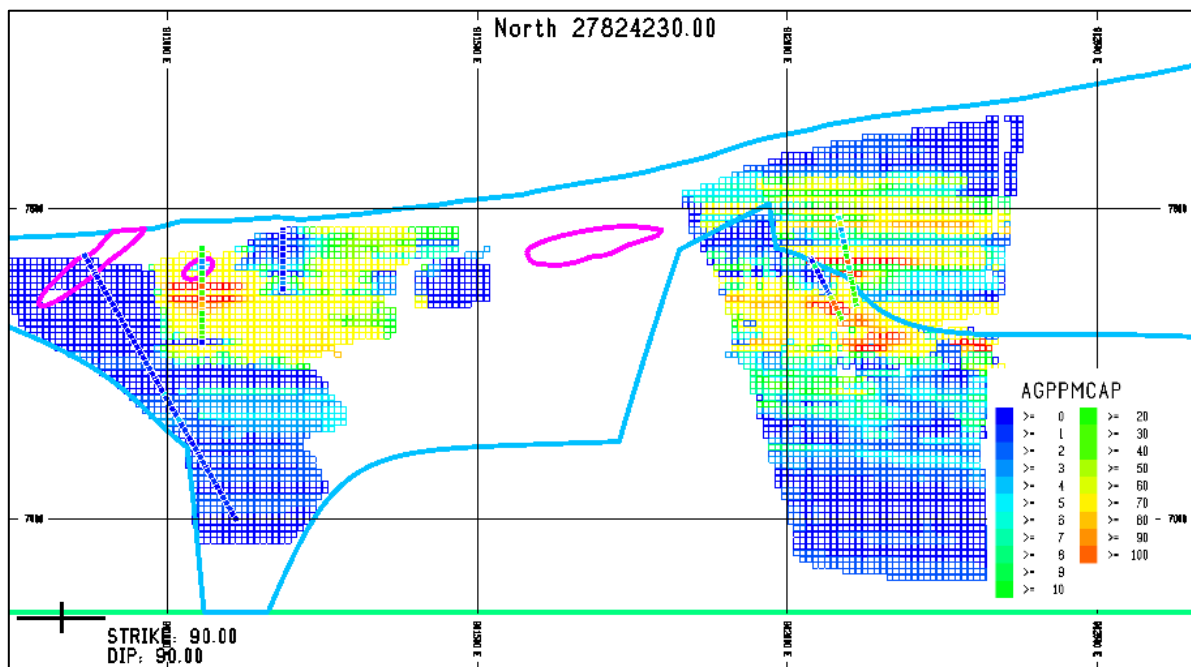 North 27824230.00
AGPPMCAP
>= 0 >= 20
>= 1 >= 30
>= 2 >= 40
>= 3 >= 50
>= 4 >= 60
>= 5 >= 70
>= 6 >= 80
>= 7 >= 90
>= 8 >= 100
>= 9
>= 10
STRIKE: 90.00
DIP: 90.00